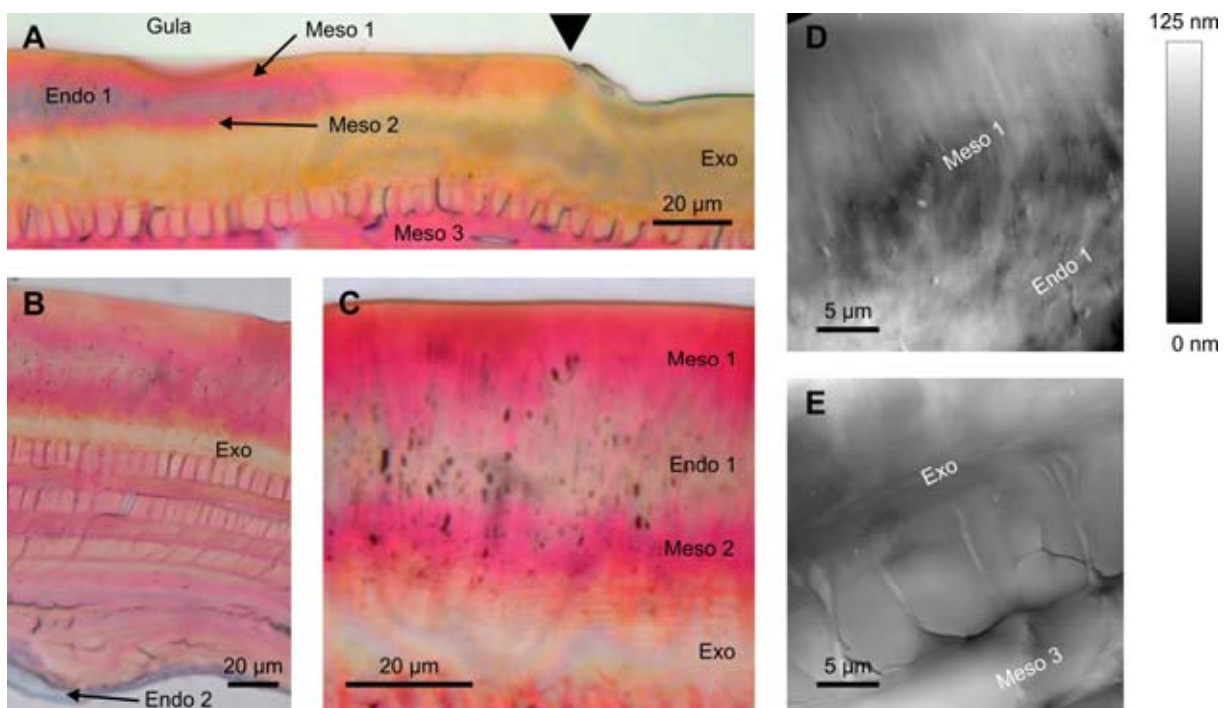 A
Gula
Meso 1
Endo 1
Meso 2
Exo
20 µm
Meso 3
B
Exo
20 µm
Endo 2
C
Meso 1
Endo 1
Meso 2
Exo
20 µm
D
Meso 1
Endo 1
5 µm
125 nm
0 nm
E
Exo
5 µm
Meso 3